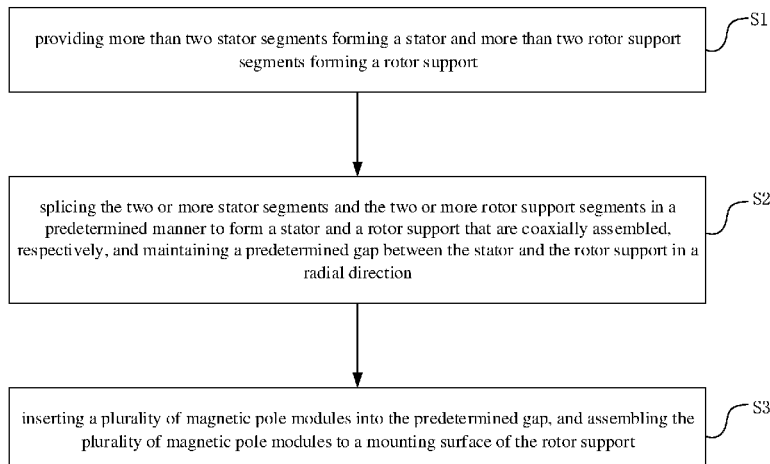 S1
providing more than two stator segments forming a stator and more than two rotor support
segments forming a rotor support
S2
splicing the two or more stator segments and the two or more rotor support segments in a
predetermined manner to form a stator and a rotor support that are coaxially assembled,
respectively, and maintaining a predetermined gap between the stator and the rotor support in a
radial direction
S3
inserting a plurality of magnetic pole modules into the predetermined gap, and assembling the
plurality of magnetic pole modules to a mounting surface of the rotor support